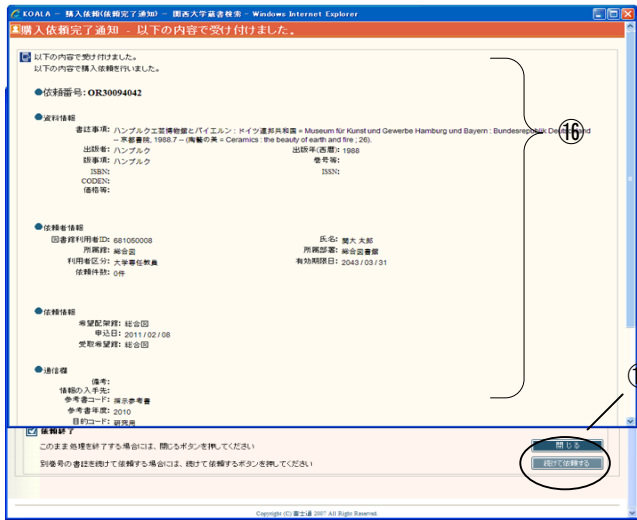 KOALA - 購入依頼(依頼完了通知) - 関西大学蔵書検索 - Windows Internet Explorer
購入依頼完了通知 - 以下の内容で受け付けました。
以下の内容で受け付けました。
以下の内容で購入依頼を行いました。
●依頼番号: OR30094042
⑯
●資料情報
書誌事項: ハンブルク工芸博物館とバイエルン : ドイツ連邦共和国 = Museum für Kunst und Gewerbe Hamburg und Bayern : Bundesrepublik Deutschland
-- 京都書院, 1988.7 -- (陶藝の美 = Ceramics : the beauty of earth and fire ; 26).
出版者: ハンブルク 出版年(西暦): 1988
版事項: ハンブルク 巻号等:
ISBN: ISSN:
CODEN:
価格等:
●依頼者情報
図書館利用者ID: 681050008 氏名: 関大 太郎
所属館: 総合図 所属部署: 総合図書館
利用者区分: 大学専任教員 有効期限日: 2043/03/31
依頼件数: 0件
●依頼情報
希望配架館: 総合図
申込日: 2011/02/08
受取希望館: 総合図
●通信欄
備考:
情報の入手先:
参考書コード: 指示参考書
参考書年度: 2010
目的コード: 研究用
依頼終了
このまま処理を終了する場合には、閉じるボタンを押してください 閉じる
別巻号の書誌を続けて依頼する場合には、続けて依頼するボタンを押してください 続けて依頼する
Copyright (C) 富士通 2007 All Right Reserved.